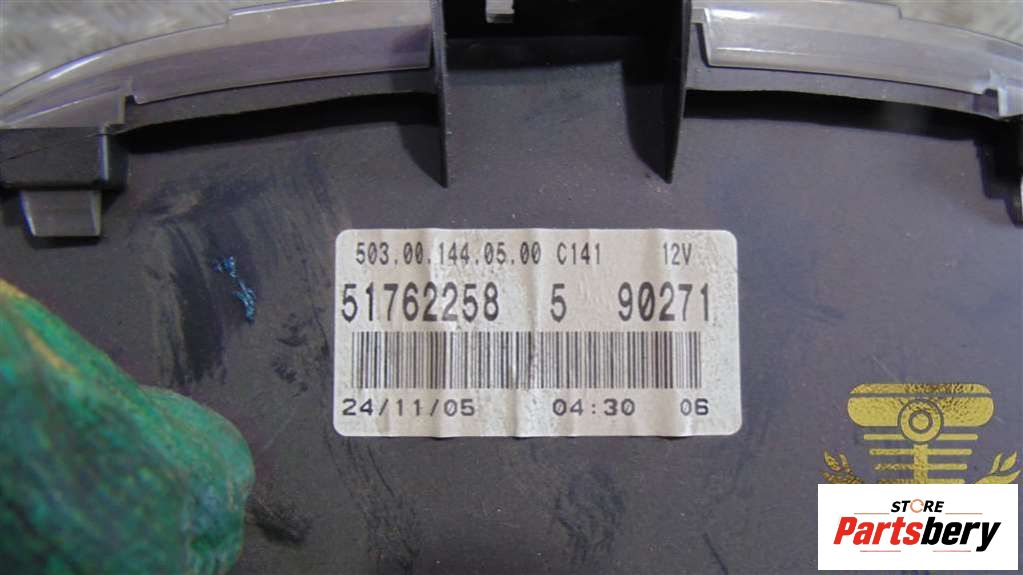 503.00.144.05.00 C141 12V
51762258 5 90271
24/11/05 04:30 06
STORE
Partsbery